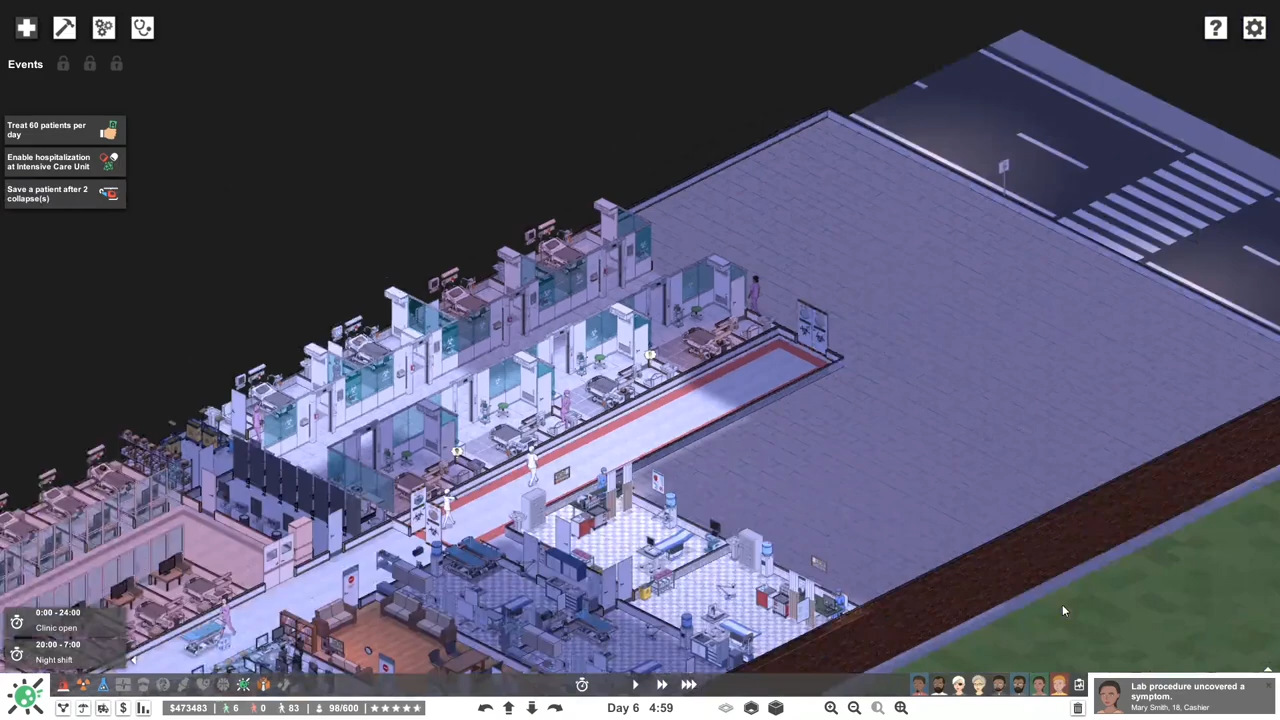 ?
Events
Treat 60 patients per
day
Enable hospitalization
at Intensive Care Unit
Save a patient after 2
collapse(s)
0:00 - 24:00
Clinic open
20:00 - 7:00
Night shift
$473483
6
0
83
98/600
Day 6
4:59
Lab procedure uncovered a
symptom.
Mary Smith, 18, Cashier